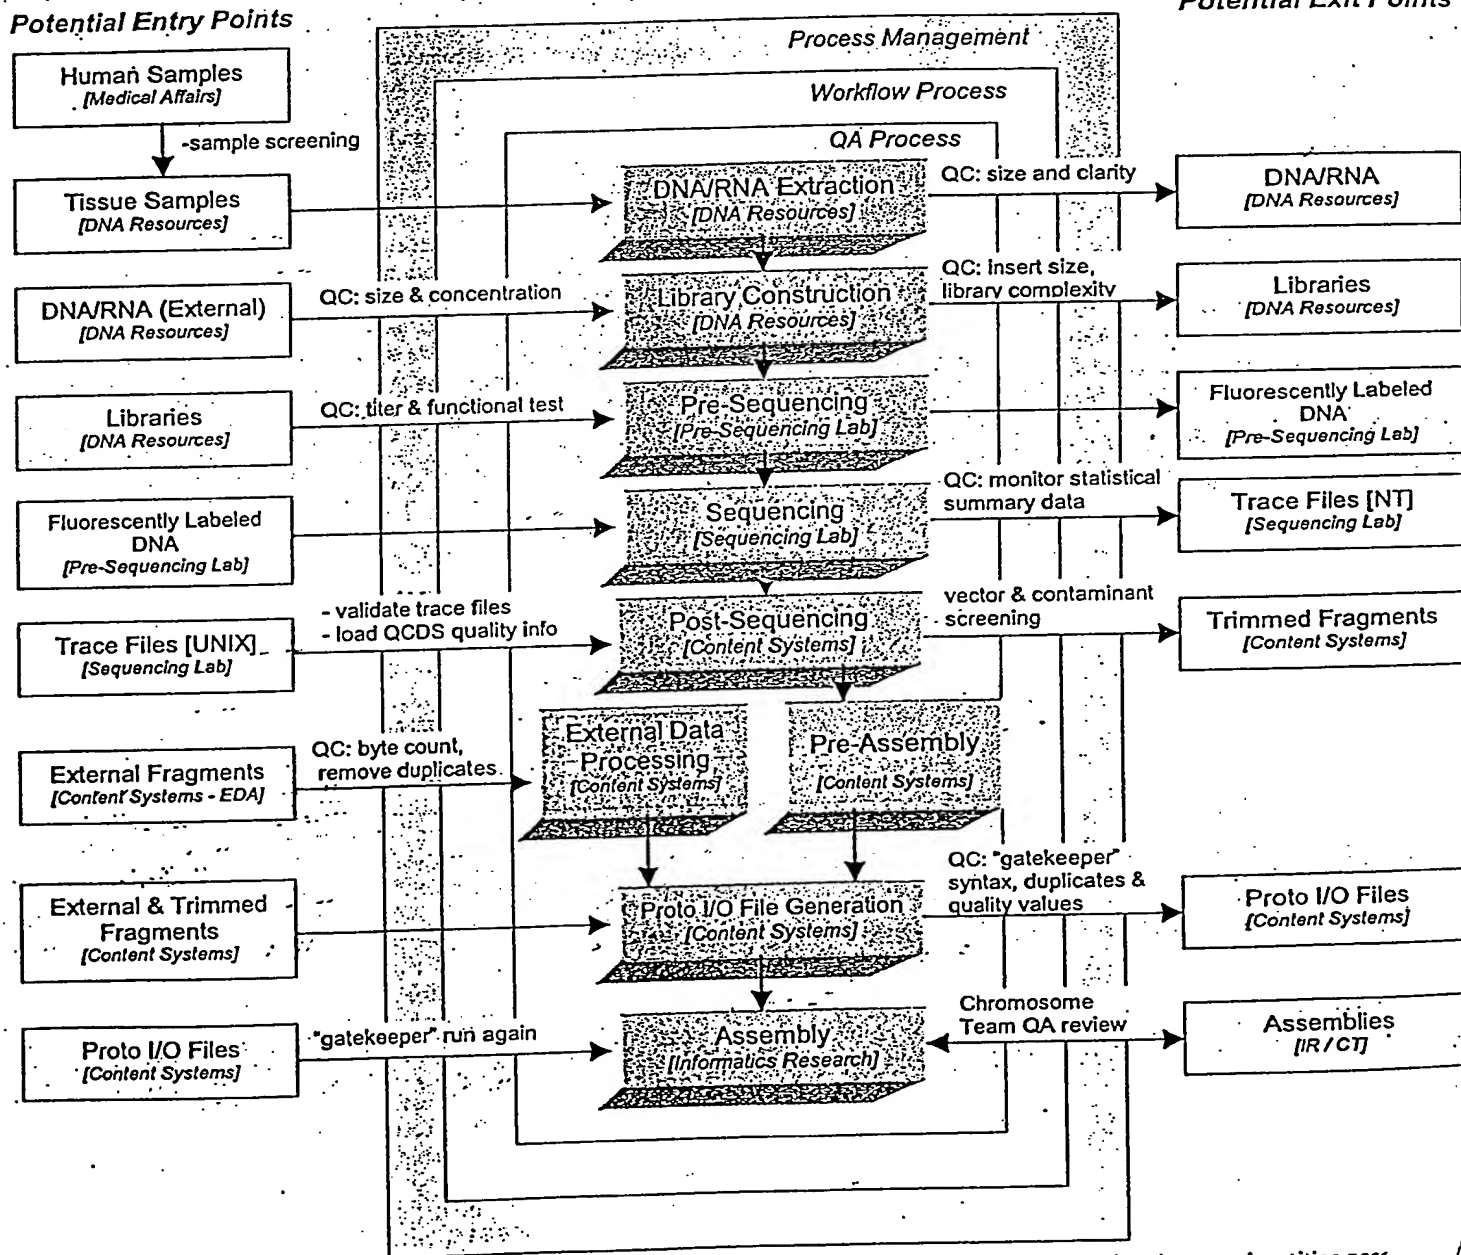 Potential Entry Points
Potential Exit Points
Process Management
Workflow Process
QA Process
Human Samples
[Medical Affairs]
-sample screening
Tissue Samples
[DNA Resources]
DNA/RNA Extraction
[DNA Resources]
QC: size and clarity
DNA/RNA
[DNA Resources]
DNA/RNA (External)
[DNA Resources]
QC: size & concentration
Library Construction
[DNA Resources]
QC: insert size,
library complexity
Libraries
[DNA Resources]
Libraries
[DNA Resources]
QC: titer & functional test
Pre-Sequencing
[Pre-Sequencing Lab]
Fluorescently Labeled
DNA
[Pre-Sequencing Lab]
Fluorescently Labeled
DNA
[Pre-Sequencing Lab]
Sequencing
[Sequencing Lab]
QC: monitor statistical
summary data
Trace Files [NT]
[Sequencing Lab]
Trace Files [UNIX]
[Sequencing Lab]
- validate trace files
- load QCDS quality info
Post-Sequencing
[Content Systems]
vector & contaminant
screening
Trimmed Fragments
[Content Systems]
External Fragments
[Content Systems - EDA]
QC: byte count,
remove duplicates
External Data
Processing
[Content Systems]
Pre-Assembly
[Content Systems]
External & Trimmed
Fragments
[Content Systems]
Proto I/O File Generation
[Content Systems]
QC: "gatekeeper"
syntax, duplicates &
quality values
Proto I/O Files
[Content Systems]
Proto I/O Files
[Content Systems]
"gatekeeper" run again
Assembly
[Informatics Research]
Chromosome
Team QA review
Assemblies
[IR / CT]